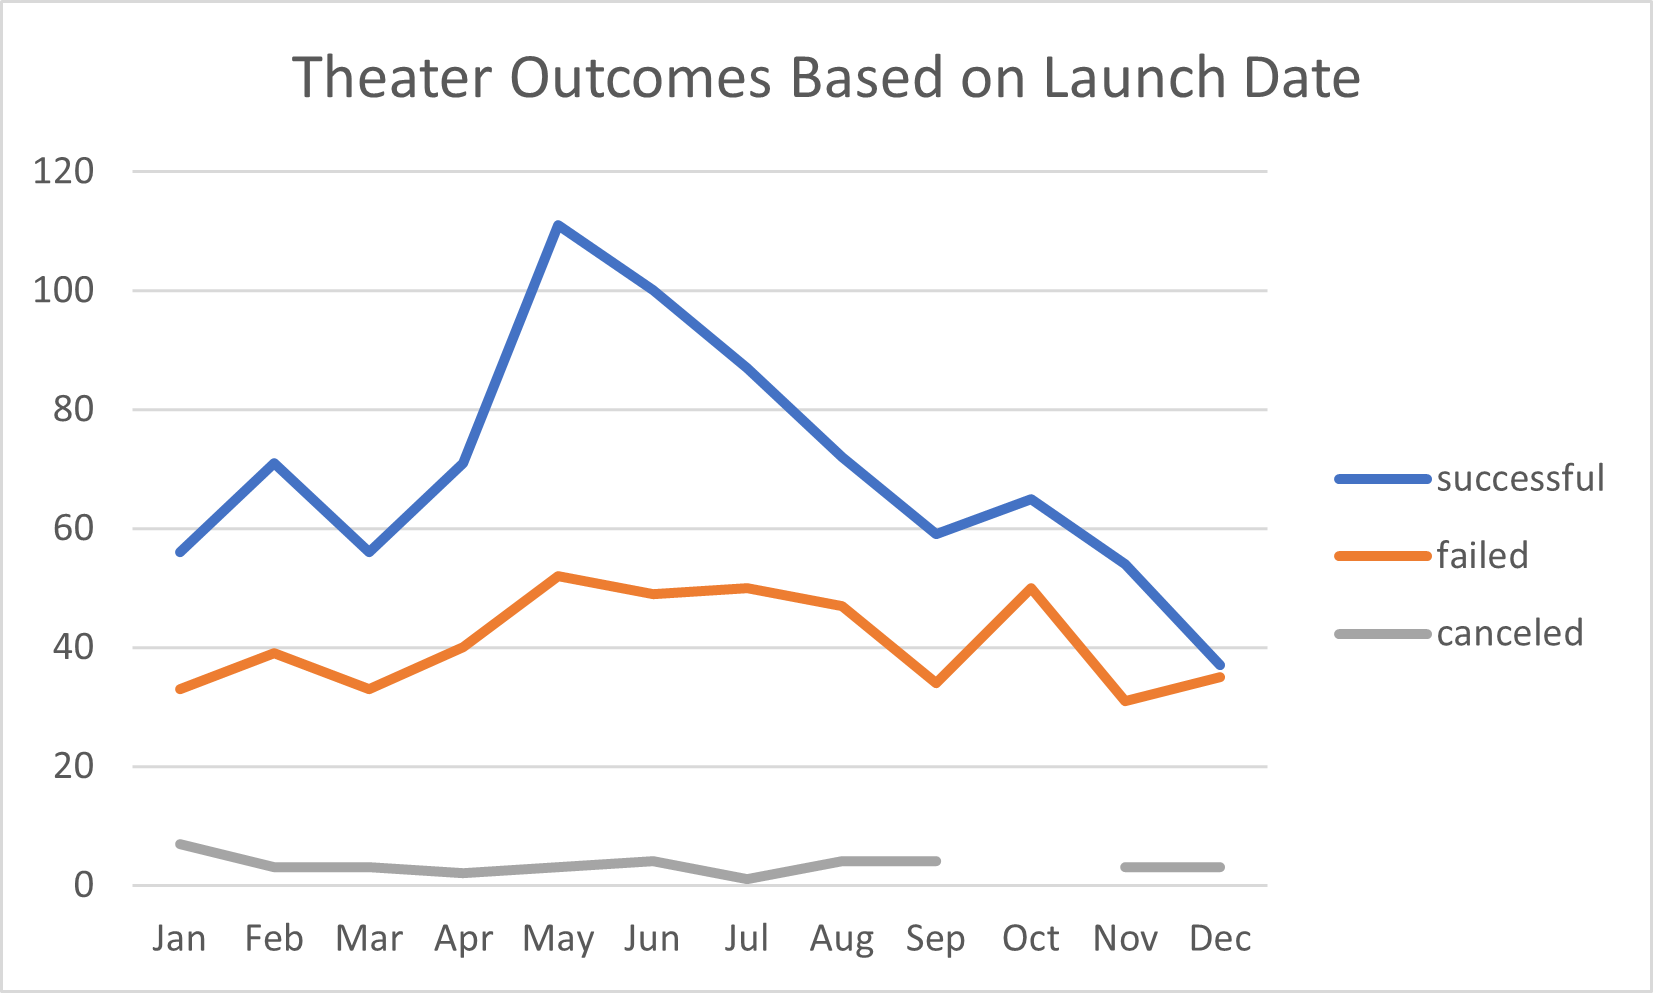 Theater Outcomes Based on Launch Date
120
100
80
60
40
20
0
Jan Feb Mar Apr May Jun Jul Aug Sep Oct Nov Dec
successful
failed
canceled